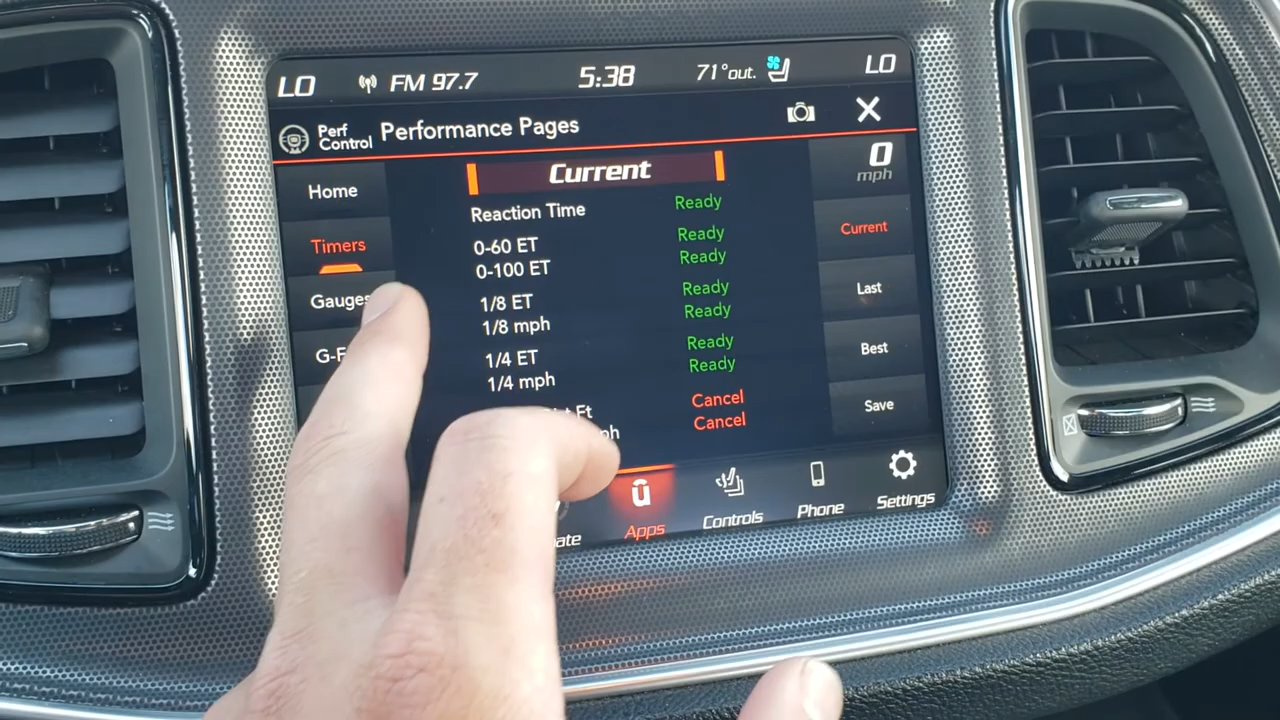 LO FM 97.7 5:38 71°out. LO
Perf Control Performance Pages
Home
Timers
Gauges
G-F
Current
Reaction Time Ready
0-60 ET Ready
0-100 ET Ready
1/8 ET Ready
1/8 mph Ready
1/4 ET Ready
1/4 mph Ready
Ft Cancel
Cancel
0 mph
Current
Last
Best
Save
Apps
Controls
Phone
Settings